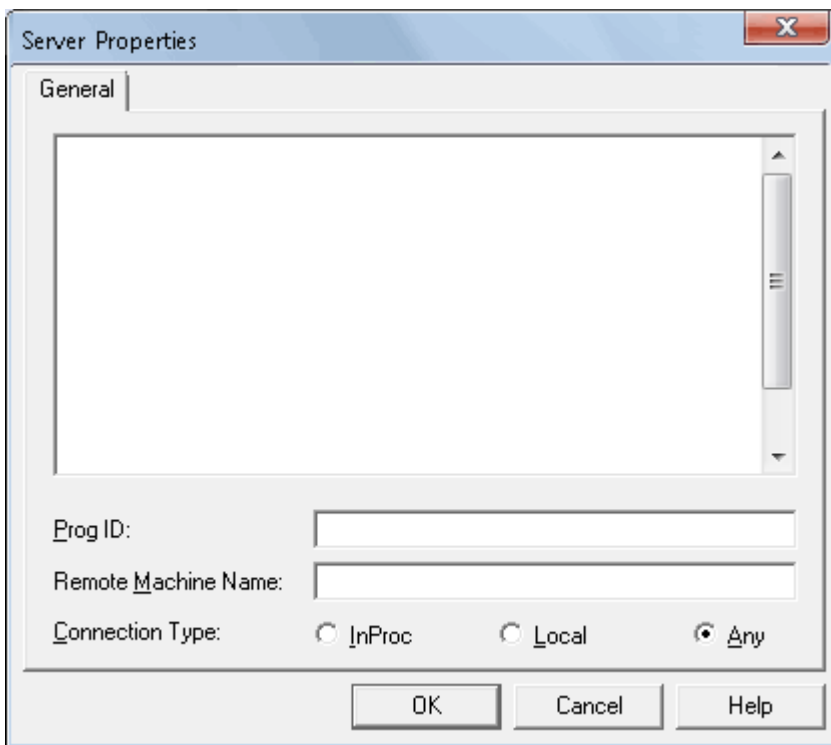 Server Properties
General
Prog ID:
Remote Machine Name:
Connection Type: InProc Local Any
OK Cancel Help